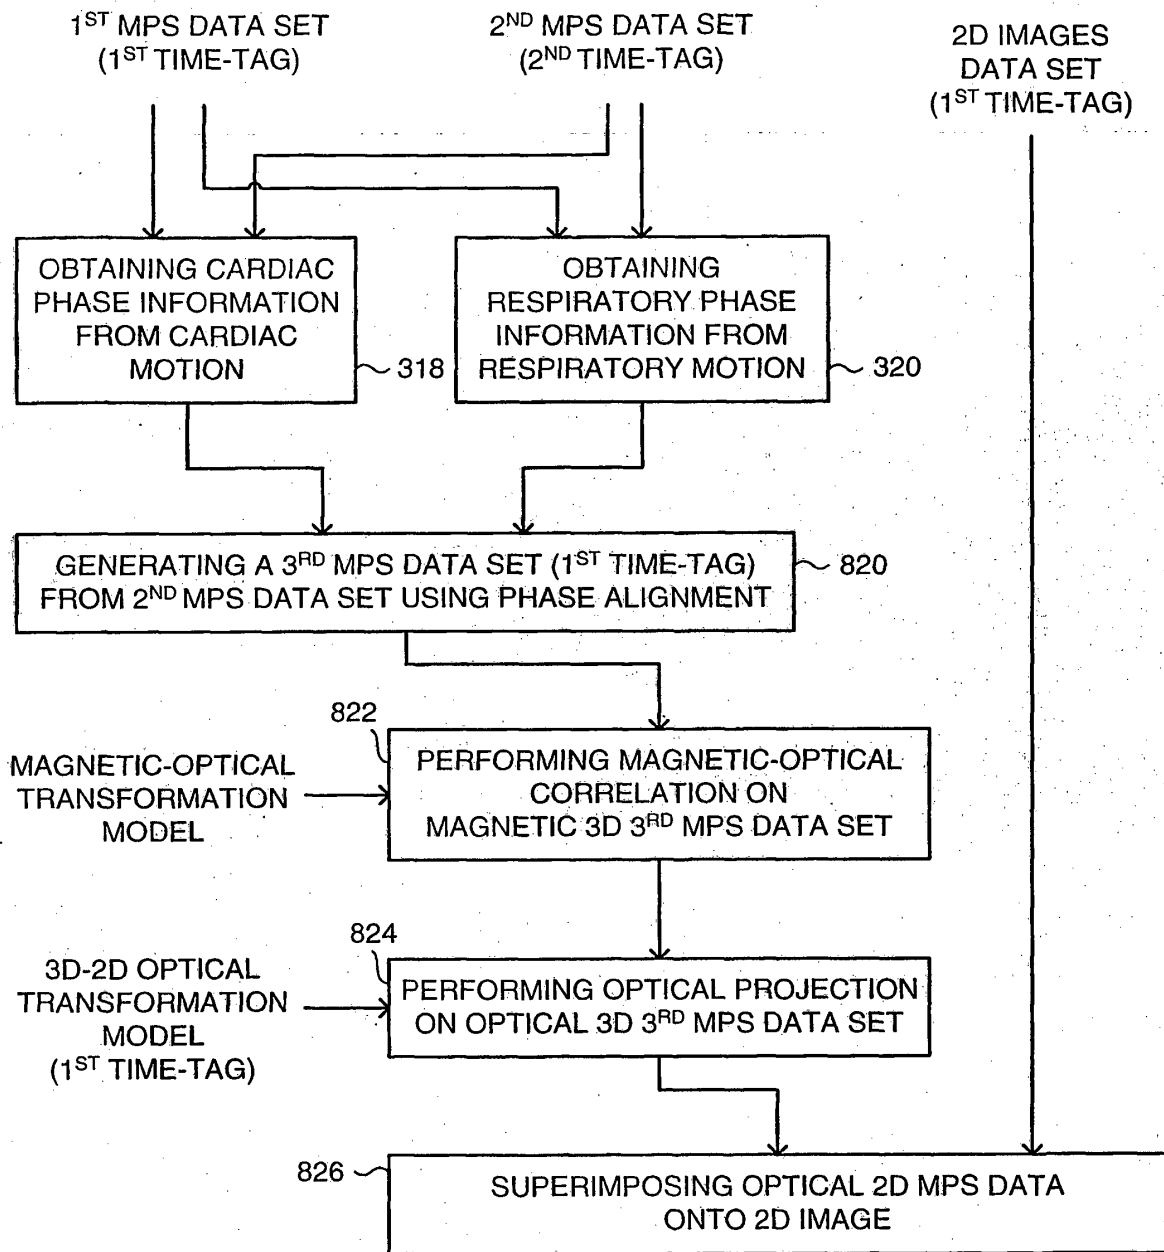 1ST MPS DATA SET
(1ST TIME-TAG)
2ND MPS DATA SET
(2ND TIME-TAG)
2D IMAGES
DATA SET
(1ST TIME-TAG)
OBTAINING CARDIAC
PHASE INFORMATION
FROM CARDIAC
MOTION
318
OBTAINING
RESPIRATORY PHASE
INFORMATION FROM
RESPIRATORY MOTION
320
GENERATING A 3RD MPS DATA SET (1ST TIME-TAG)
FROM 2ND MPS DATA SET USING PHASE ALIGNMENT
820
822
MAGNETIC-OPTICAL
TRANSFORMATION
MODEL
PERFORMING MAGNETIC-OPTICAL
CORRELATION ON
MAGNETIC 3D 3RD MPS DATA SET
824
3D-2D OPTICAL
TRANSFORMATION
MODEL
(1ST TIME-TAG)
PERFORMING OPTICAL PROJECTION
ON OPTICAL 3D 3RD MPS DATA SET
826
SUPERIMPOSING OPTICAL 2D MPS DATA
ONTO 2D IMAGE